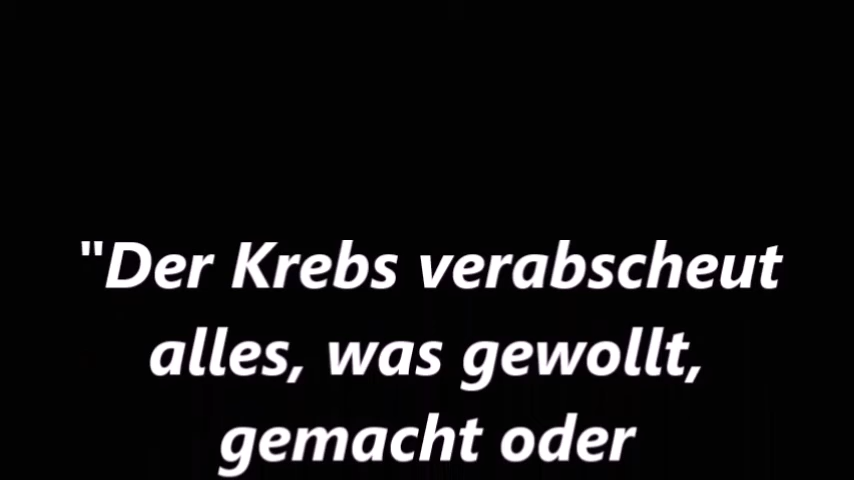 "Der Krebs verabscheut
alles, was gewollt,
gemacht oder